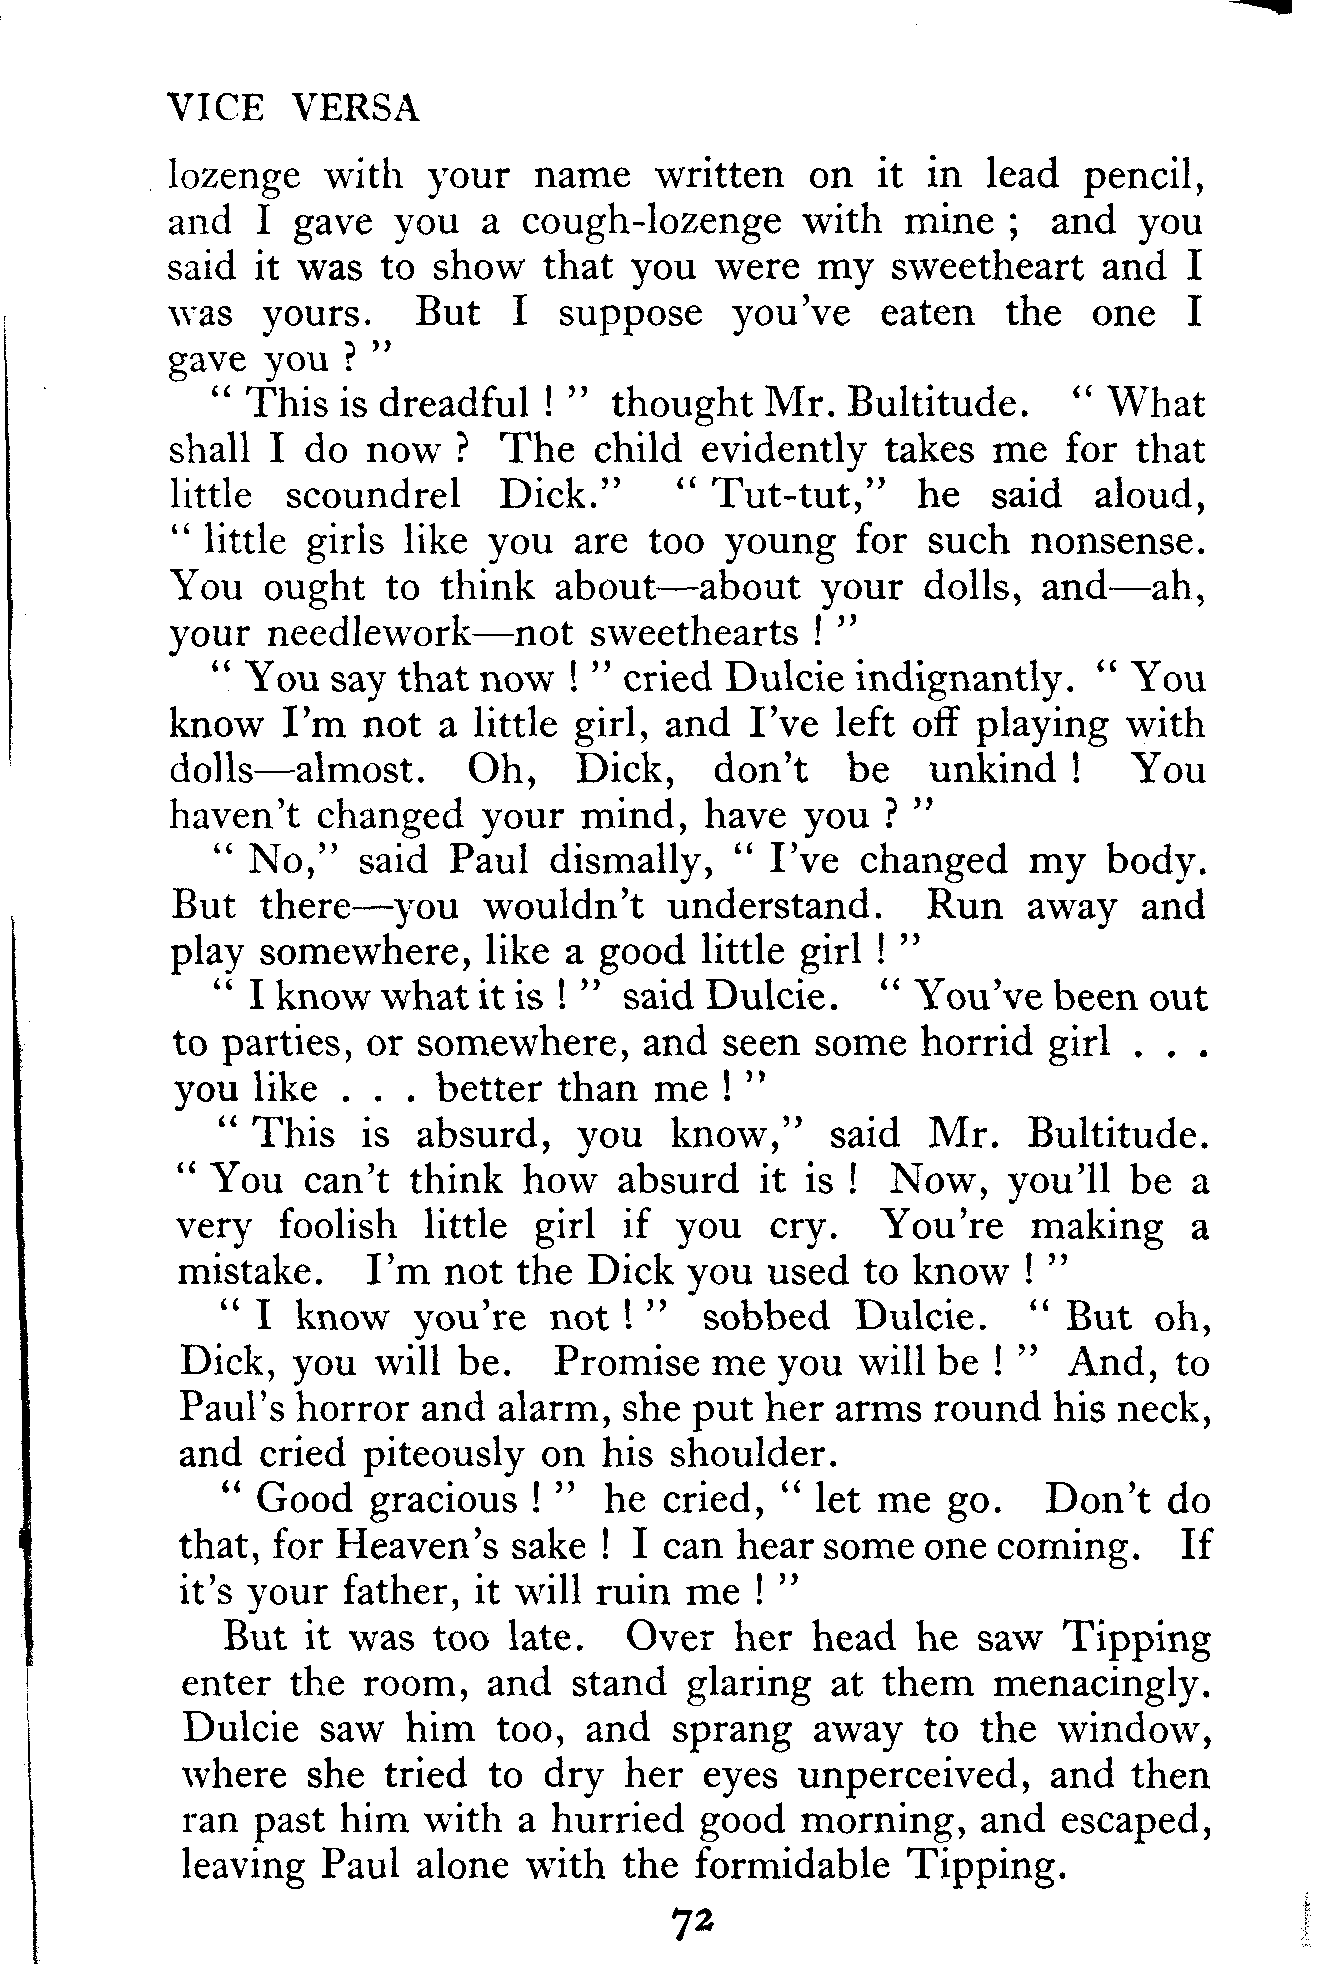 VICE VERSA
lozenge with your name written on it in lead pencil,
and I gave you a cough-lozenge with mine ; and you
said it was to show that you were my sweetheart and I
was yours. But I suppose you've eaten the one I
gave you ? "
" This is dreadful ! " thought Mr. Bultitude. " What
shall I do now ? The child evidently takes me for that
little scoundrel Dick." " Tut-tut," he said aloud,
" little girls like you are too young for such nonsense.
You ought to think about—about your dolls, and—ah,
your needlework—not sweethearts ! "
" You say that now ! " cried Dulcie indignantly. " You
know I'm not a little girl, and I've left off playing with
dolls—almost. Oh, Dick, don't be unkind ! You
haven't changed your mind, have you ? "
" No," said Paul dismally, " I've changed my body.
But there—you wouldn't understand. Run away and
play somewhere, like a good little girl ! "
" I know what it is ! " said Dulcie. " You've been out
to parties, or somewhere, and seen some horrid girl . . .
you like . . . better than me ! "
" This is absurd, you know," said Mr. Bultitude.
" You can't think how absurd it is ! Now, you'll be a
very foolish little girl if you cry. You're making a
mistake. I'm not the Dick you used to know ! "
" I know you're not ! " sobbed Dulcie. " But oh,
Dick, you will be. Promise me you will be ! " And, to
Paul's horror and alarm, she put her arms round his neck,
and cried piteously on his shoulder.
" Good gracious ! " he cried, " let me go. Don't do
that, for Heaven's sake ! I can hear some one coming. If
it's your father, it will ruin me ! "
But it was too late. Over her head he saw Tipping
enter the room, and stand glaring at them menacingly.
Dulcie saw him too, and sprang away to the window,
where she tried to dry her eyes unperceived, and then
ran past him with a hurried good morning, and escaped,
leaving Paul alone with the formidable Tipping.
72